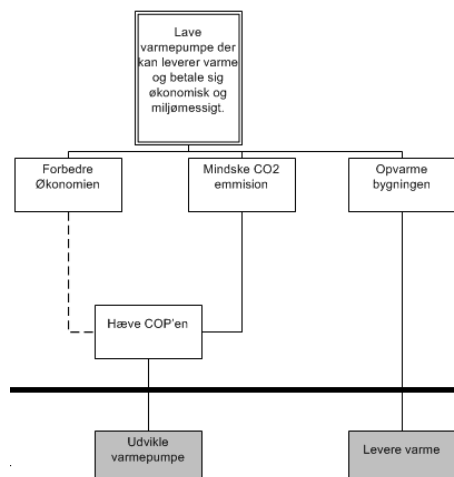 Lave
varmepumpe der
kan leverer varme
og betale sig
økonomisk og
miljømessigt.
Forbedre
Økonomien
Mindske CO2
emmision
Opvarme
bygningen
Hæve COP'en
Udvikle
varmepumpe
Levere varme